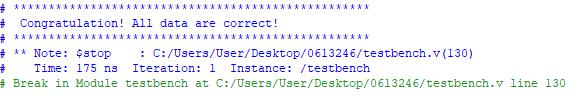 # **************************************************
#  Congratulation! All data are correct!
# **************************************************
# ** Note: $stop    : C:/Users/User/Desktop/0613246/testbench.v(130)
#    Time: 175 ns  Iteration: 1  Instance: /testbench
# Break in Module testbench at C:/Users/User/Desktop/0613246/testbench.v line 130